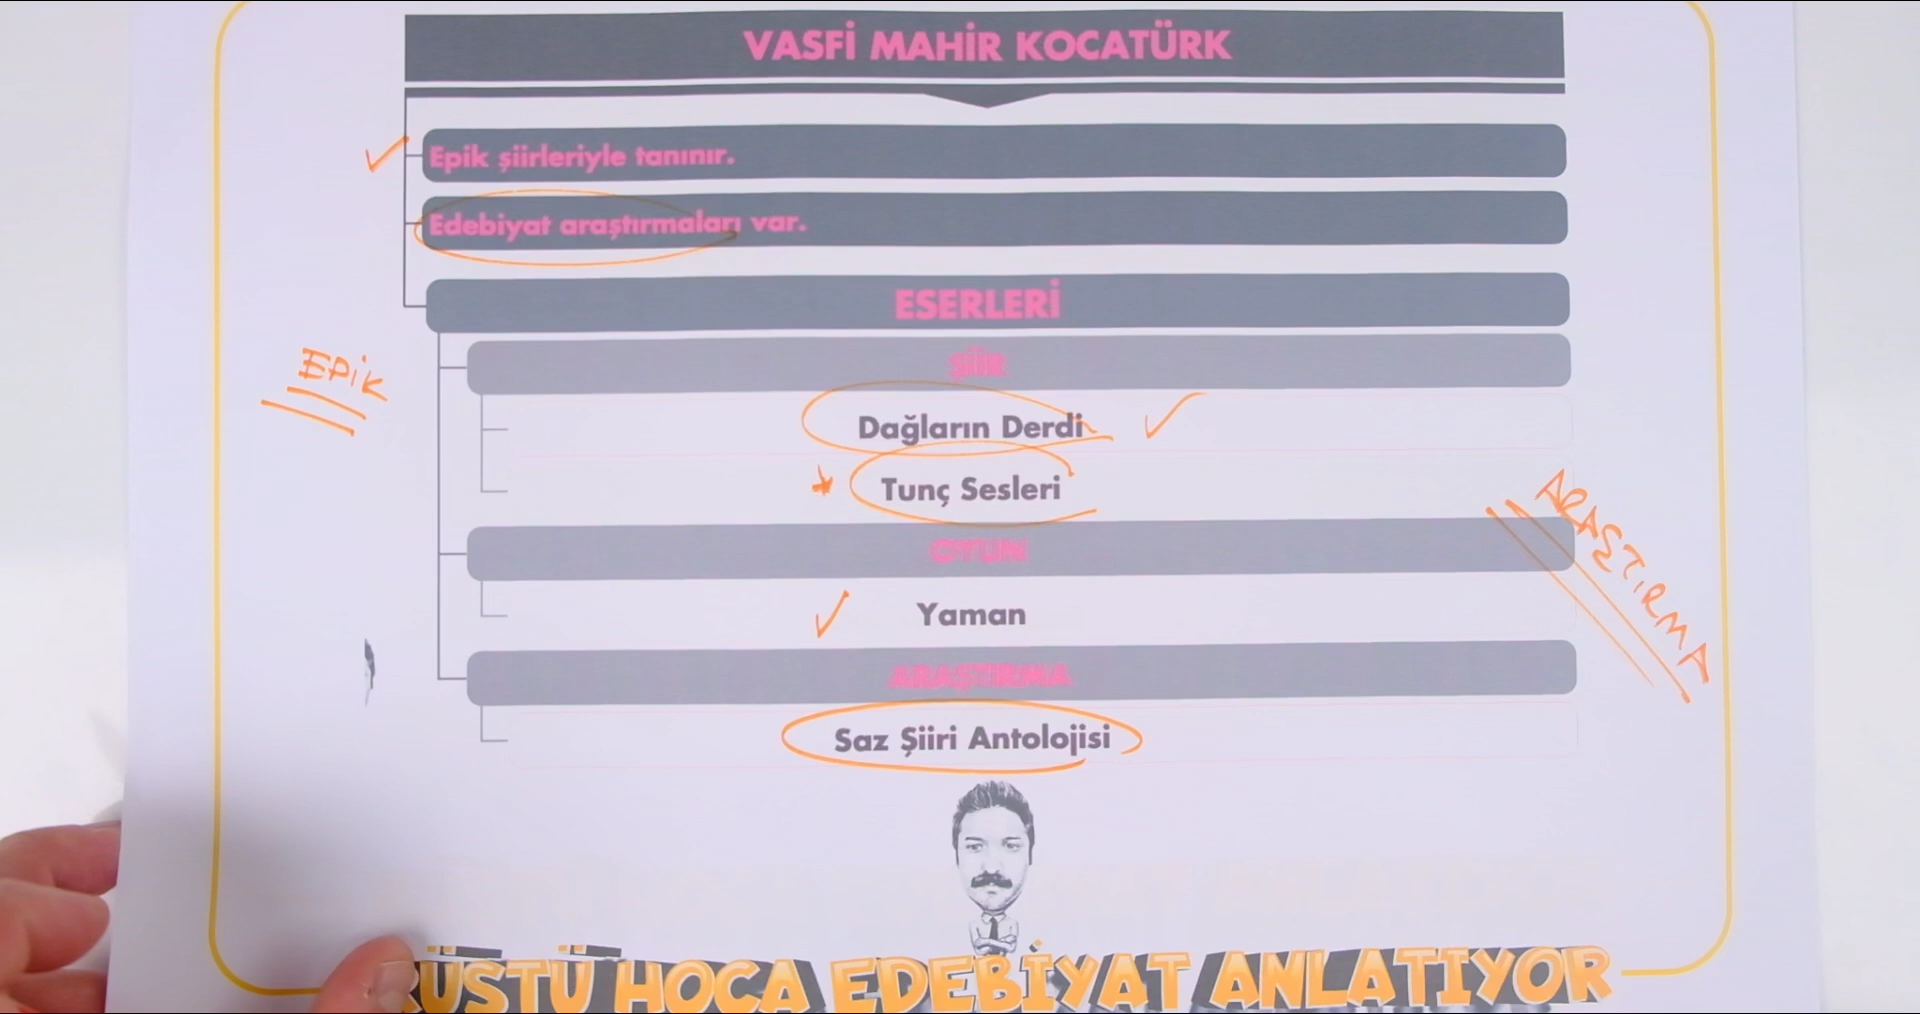 VASFİ MAHİR KOCATÜRK
Epik şiirleriyle tanınır.
Edebiyat araştırmaları var.
ESERLERİ
EPİK
ŞİİR
Dağların Derdi
Tunç Sesleri
OYUN
Yaman
ARAŞTIRMA
ARAŞTIRMA
Saz Şiiri Antolojisi
RÜSTÜ HOCA EDEBİYAT ANLATIYOR